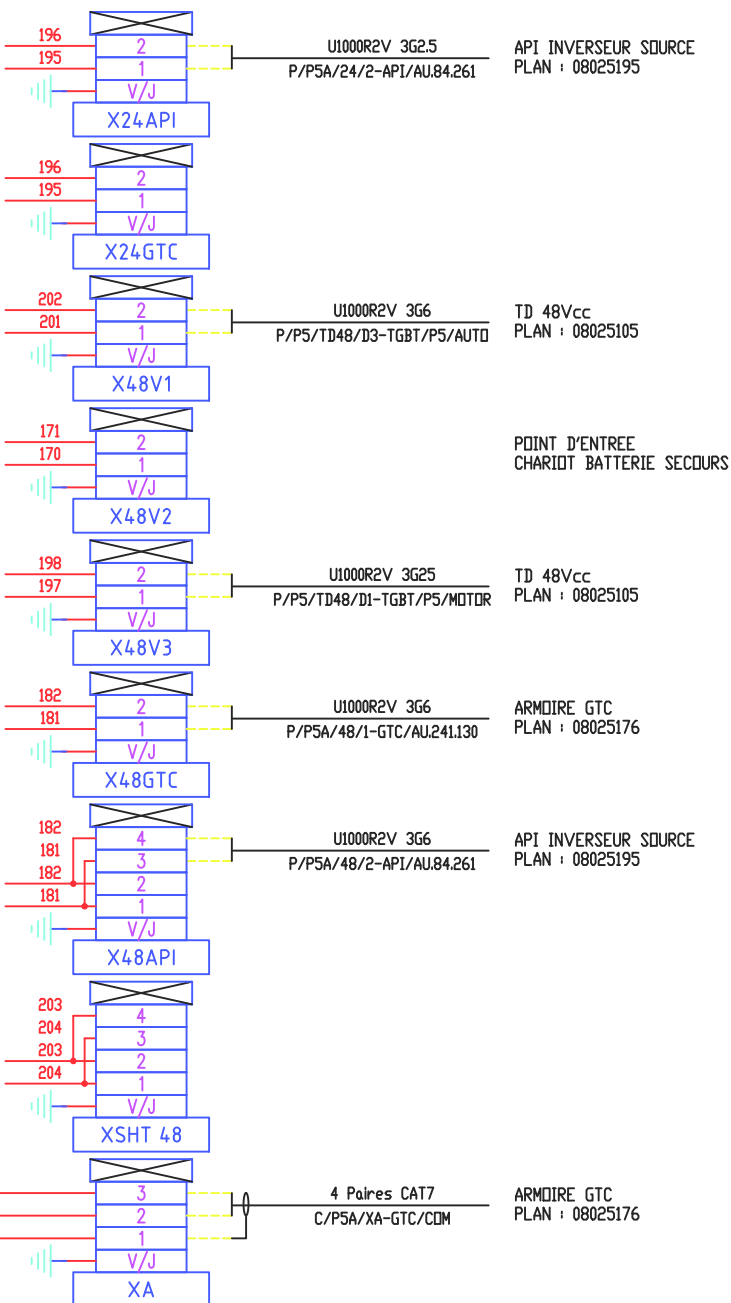 196 2 U1000R2V 3G2.5 API INVERSEUR SOURCE
195 1 P/P5A/24/2-API/AU.84.261 PLAN : 08025195
V/J
X24API
196 2
195 1
V/J
X24GTC
202 2 U1000R2V 3G6 TD 48Vcc
201 1 P/P5/TD48/D3-TGBT/P5/AUTO PLAN : 08025105
V/J
X48V1
171 2 POINT D'ENTREE
170 1 CHARIOT BATTERIE SECOURS
V/J
X48V2
198 2 U1000R2V 3G25 TD 48Vcc
197 1 P/P5/TD48/D1-TGBT/P5/MOTOR PLAN : 08025105
V/J
X48V3
182 2 U1000R2V 3G6 ARMOIRE GTC
181 1 P/P5A/48/1-GTC/AU.241.130 PLAN : 08025176
V/J
X48GTC
182 4 U1000R2V 3G6 API INVERSEUR SOURCE
181 3 P/P5A/48/2-API/AU.84.261 PLAN : 08025195
182 2
181 1
V/J
X48API
203 4
204 3
203 2
204 1
V/J
XSHT 48
3 4 Paires CAT7 ARMOIRE GTC
2 C/P5A/XA-GTC/COM PLAN : 08025176
1
V/J
XA